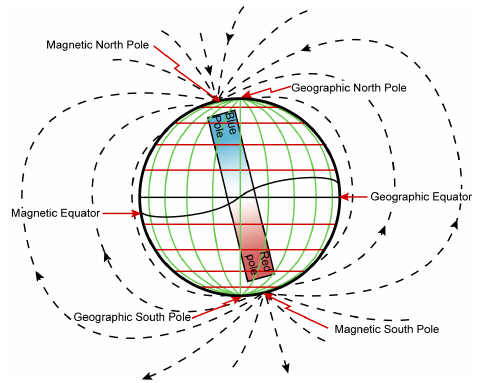 Magnetic North Pole
Geographic North Pole
Blue
Pole
Geographic Equator
Magnetic Equator
Red
pole
Geographic South Pole
Magnetic South Pole